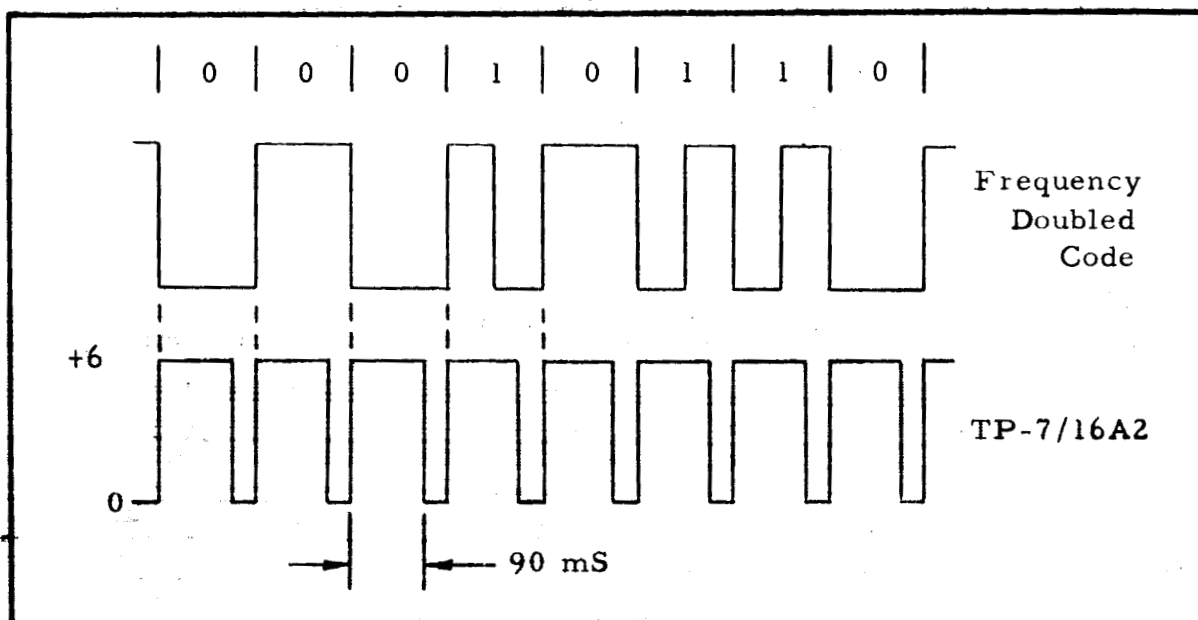 0 0 0 1 0 1 1 0
Frequency
Doubled
Code
+6
TP-7/16A2
0
90 mS